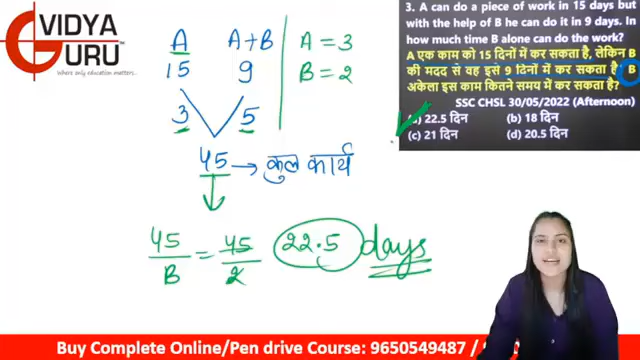 VIDYA
GURU
Where only education matters...
A A+B
15 9
3 5
45 → कुल कार्य
A = 3
B = 2
45/B = 45/2 22.5 days
3. A can do a piece of work in 15 days but
with the help of B he can do it in 9 days. In
how much time B alone can do the work?
A एक काम को 15 दिनों में कर सकता है, लेकिन B
की मदद से वह इसे 9 दिनों में कर सकता है B
अकेला इस काम कितने समय में कर सकता है?
SSC CHSL 30/05/2022 (Afternoon)
22.5 दिन (b) 18 दिन
(c) 21 दिन (d) 20.5 दिन
Buy Complete Online/Pen drive Course: 9650549487 /